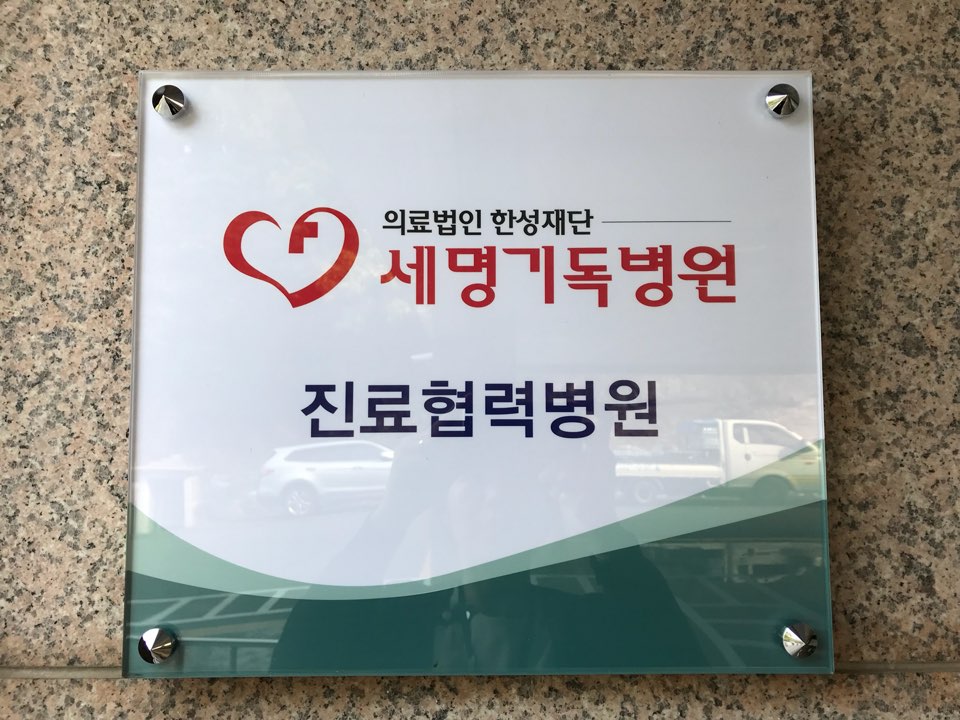 의료법인 한성재단
세명기독병원
진료협력병원